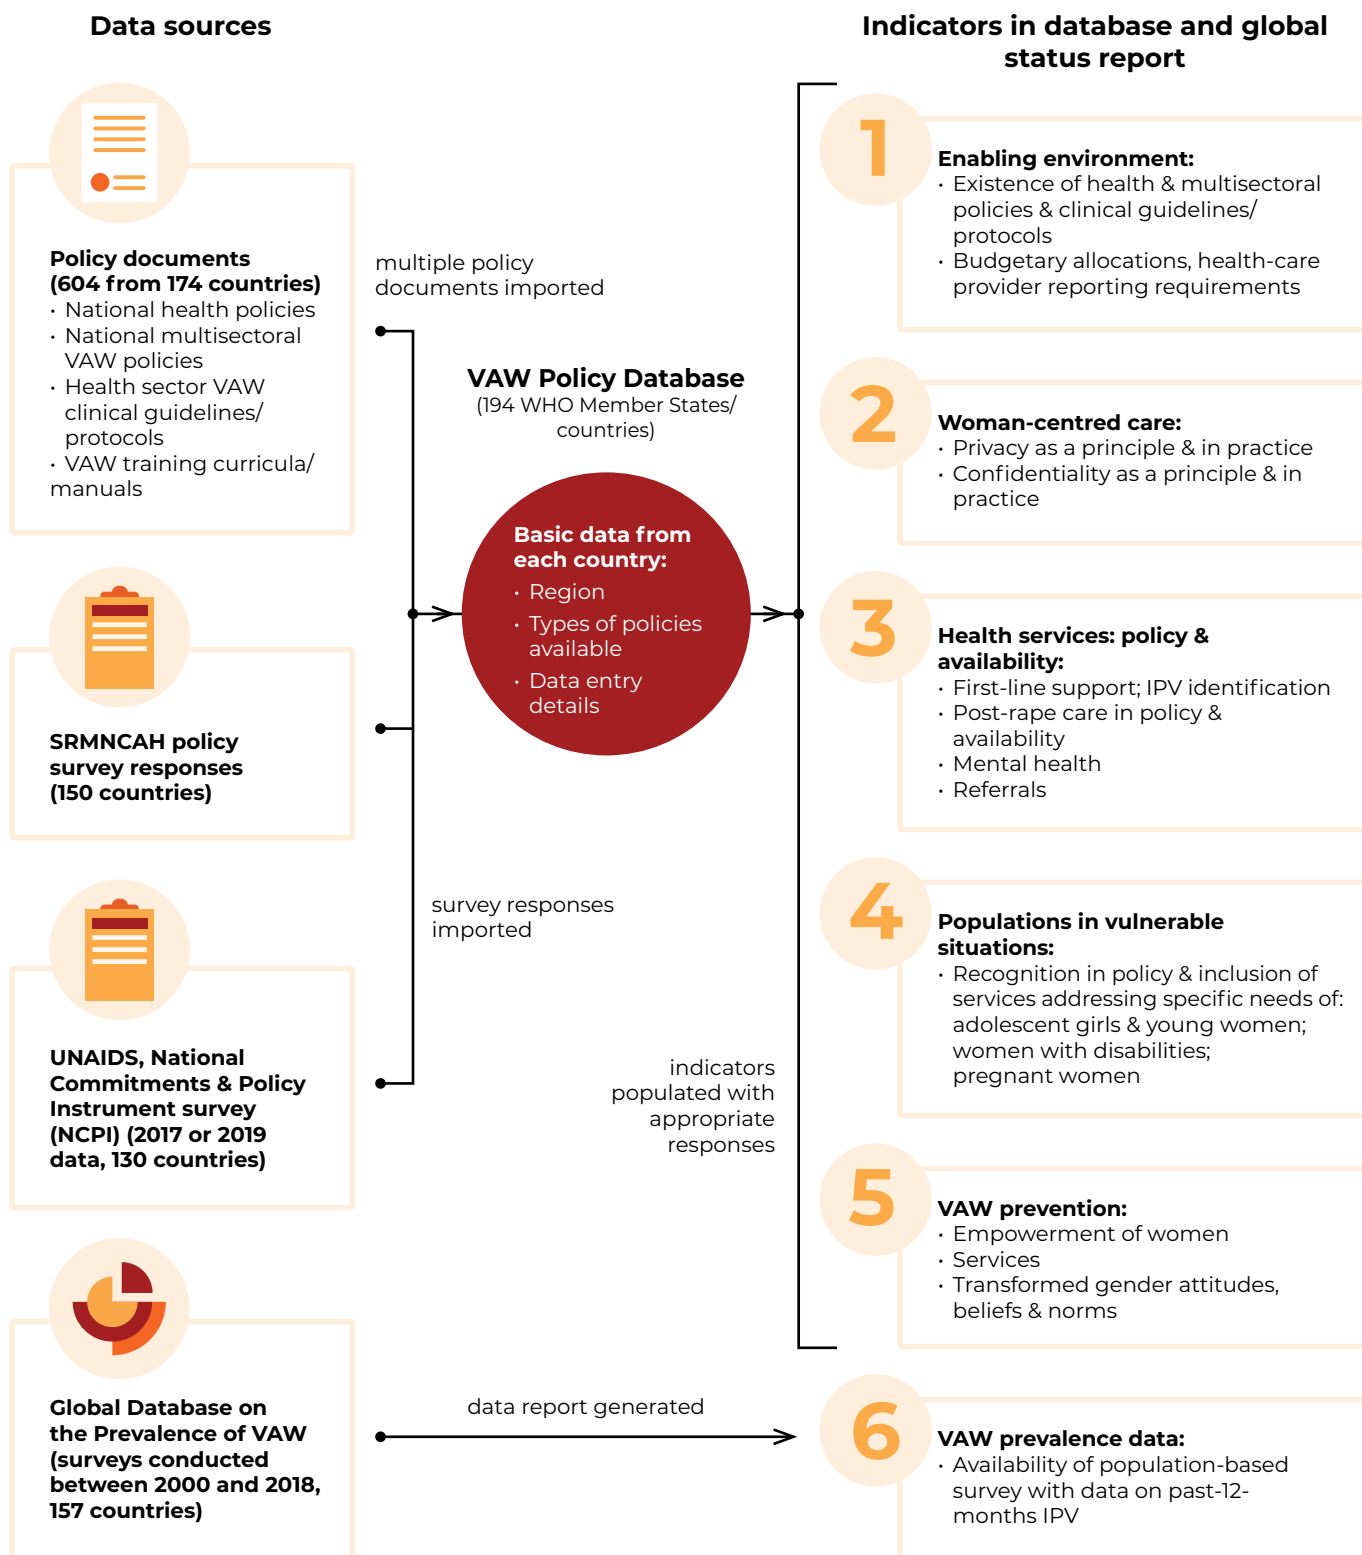 Data sources
Policy documents
(604 from 174 countries)
· National health policies
· National multisectoral
VAW policies
· Health sector VAW
clinical guidelines/
protocols
· VAW training curricula/
manuals
SRMNCAH policy
survey responses
(150 countries)
UNAIDS, National
Commitments & Policy
Instrument survey
(NCPI) (2017 or 2019
data, 130 countries)
Global Database on
the Prevalence of VAW
(surveys conducted
between 2000 and 2018,
157 countries)
multiple policy
documents imported
survey responses
imported
VAW Policy Database
(194 WHO Member States/
countries)
Basic data from
each country:
· Region
· Types of policies
available
· Data entry
details
indicators
populated with
appropriate
responses
data report generated
Indicators in database and global
status report
1
Enabling environment:
· Existence of health & multisectoral
policies & clinical guidelines/
protocols
· Budgetary allocations, health-care
provider reporting requirements
2
Woman-centred care:
· Privacy as a principle & in practice
· Confidentiality as a principle & in
practice
3
Health services: policy &
availability:
· First-line support; IPV identification
· Post-rape care in policy &
availability
· Mental health
· Referrals
4
Populations in vulnerable
situations:
· Recognition in policy & inclusion of
services addressing specific needs of:
adolescent girls & young women;
women with disabilities;
pregnant women
5
VAW prevention:
· Empowerment of women
· Services
· Transformed gender attitudes,
beliefs & norms
6
VAW prevalence data:
· Availability of population-based
survey with data on past-12-
months IPV